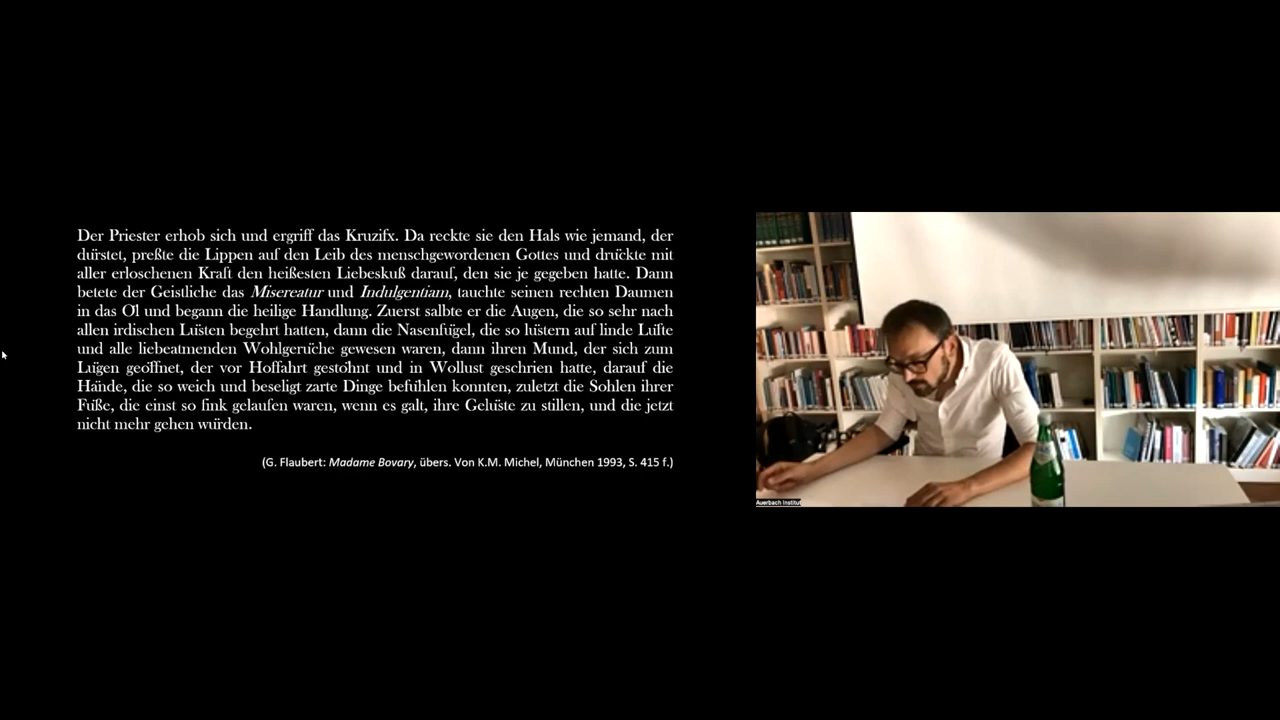 Der Priester erhob sich und ergriff das Kruzifx. Da reckte sie den Hals wie jemand, der
dürstet, preßte die Lippen auf den Leib des menschgewordenen Gottes und drückte mit
aller erloschenen Kraft den heißesten Liebeskuß darauf, den sie je gegeben hatte. Dann
betete der Geistliche das Misereatur und Indulgentiam, tauchte seinen rechten Daumen
in das Öl und begann die heilige Handlung. Zuerst salbte er die Augen, die so sehr nach
allen irdischen Lüsten begehrt hatten, dann die Nasenfügel, die so lüstern auf linde Lüfte
und alle liebeatmenden Wohlgerüche gewesen waren, dann ihren Mund, der sich zum
Lügen geöffnet, der vor Hoffahrt gestöhnt und in Wollust geschrien hatte, darauf die
Hände, die so weich und beseligt zarte Dinge befühlen konnten, zuletzt die Sohlen ihrer
Füße, die einst so fink gelaufen waren, wenn es galt, ihre Gelüste zu stillen, und die jetzt
nicht mehr gehen würden.
(G. Flaubert: Madame Bovary, übers. Von K.M. Michel, München 1993, S. 415 f.)
Auerbach Institut